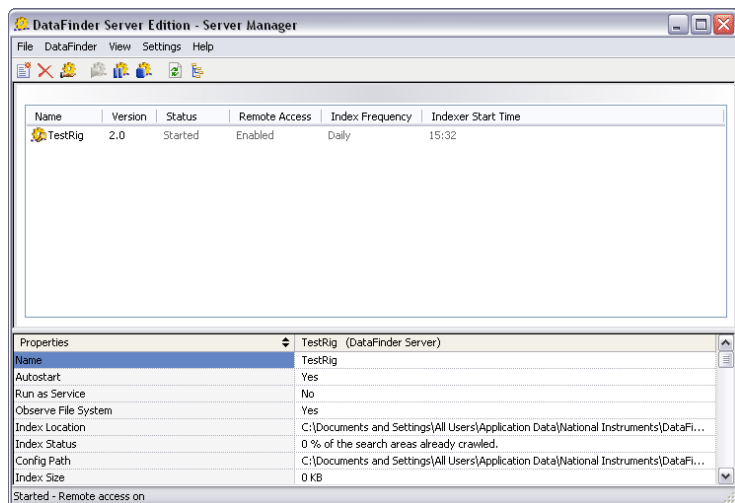 DataFinder Server Edition - Server Manager
File DataFinder View Settings Help
Name Version Status Remote Access Index Frequency Indexer Start Time
TestRig 2.0 Started Enabled Daily 15:32
Properties TestRig (DataFinder Server)
Name TestRig
Autostart Yes
Run as Service No
Observe File System Yes
Index Location C:\Documents and Settings\All Users\Application Data\National Instruments\DataFi...
Index Status 0 % of the search areas already crawled.
Config Path C:\Documents and Settings\All Users\Application Data\National Instruments\DataFi...
Index Size 0 KB
Started - Remote access on